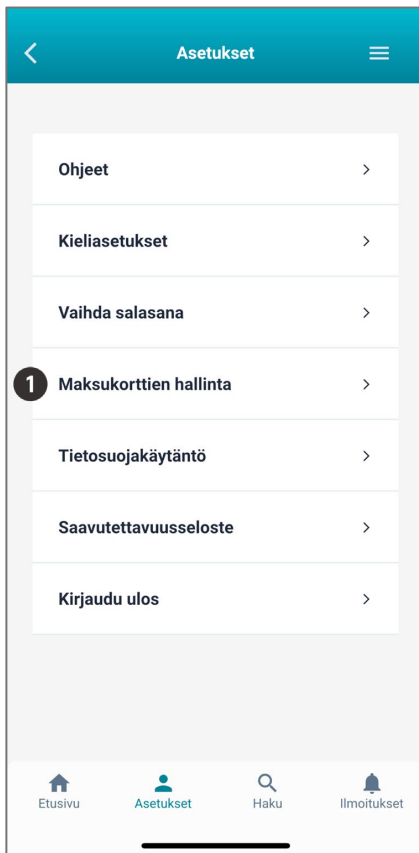 Asetukset
Ohjeet
Kieliasetukset
Vaihda salasana
1 Maksukorttien hallinta
Tietosuojakäytäntö
Saavutettavuusseloste
Kirjaudu ulos
Etusivu Asetukset Haku Ilmoitukset